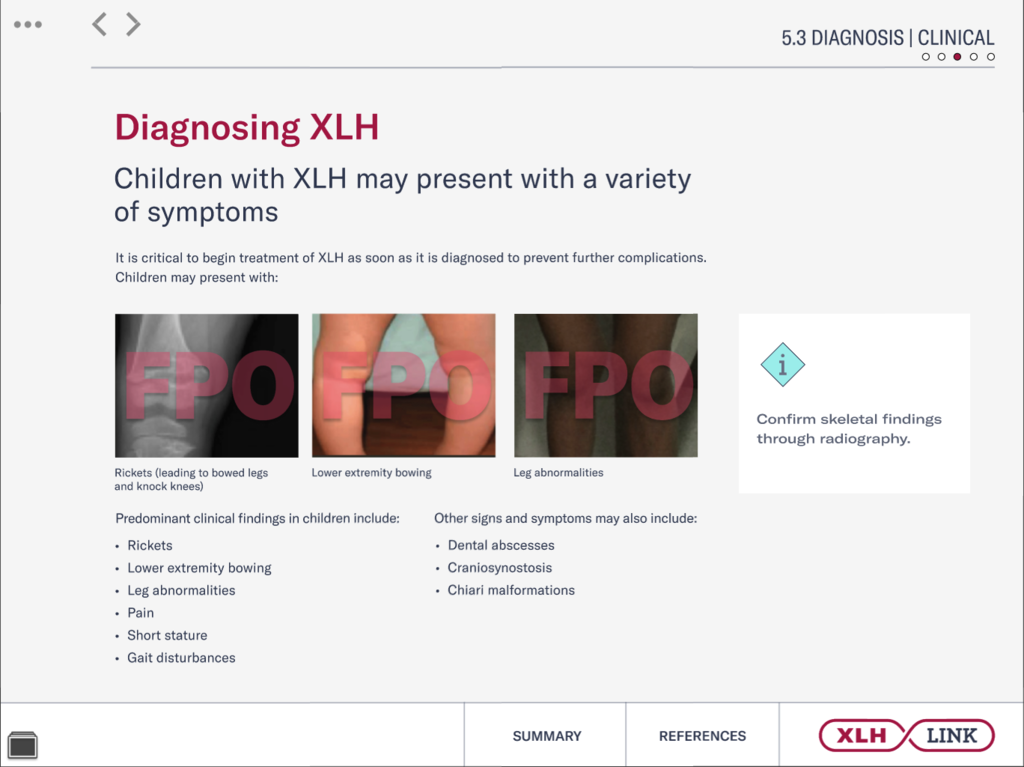 5.3 DIAGNOSIS | CLINICAL
Diagnosing XLH
Children with XLH may present with a variety
of symptoms
It is critical to begin treatment of XLH as soon as it is diagnosed to prevent further complications.
Children may present with:
FPO
FPO
FPO
i
Confirm skeletal findings
through radiography.
Rickets (leading to bowed legs
and knock knees)
Lower extremity bowing
Leg abnormalities
Predominant clinical findings in children include:
• Rickets
• Lower extremity bowing
• Leg abnormalities
• Pain
• Short stature
• Gait disturbances
Other signs and symptoms may also include:
• Dental abscesses
• Craniosynostosis
• Chiari malformations
SUMMARY
REFERENCES
XLH LINK